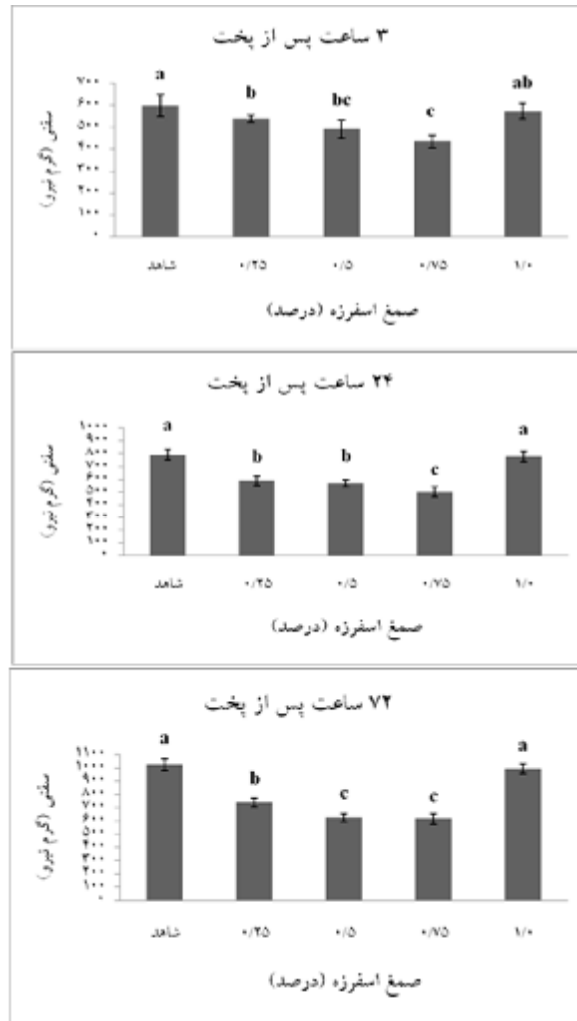 ۳ ساعت پس از پخت
سفتی (گرم نیرو)
۷۰۰
۶۰۰
۵۰۰
۴۰۰
۳۰۰
۲۰۰
۱۰۰
۰
a b bc c ab
شاهد ۰/۲۵ ۰/۵ ۰/۷۵ ۱/۰
صمغ اسفرزه (درصد)
۲۴ ساعت پس از پخت
سفتی (گرم نیرو)
۱۰۰۰
۹۰۰
۸۰۰
۷۰۰
۶۰۰
۵۰۰
۴۰۰
۳۰۰
۲۰۰
۱۰۰
۰
a b b c a
شاهد ۰/۲۵ ۰/۵ ۰/۷۵ ۱/۰
صمغ اسفرزه (درصد)
۷۲ ساعت پس از پخت
سفتی (گرم نیرو)
۱۱۰۰
۱۰۰۰
۹۰۰
۸۰۰
۷۰۰
۶۰۰
۵۰۰
۴۰۰
۳۰۰
۲۰۰
۱۰۰
۰
a b c c a
شاهد ۰/۲۵ ۰/۵ ۰/۷۵ ۱/۰
صمغ اسفرزه (درصد)